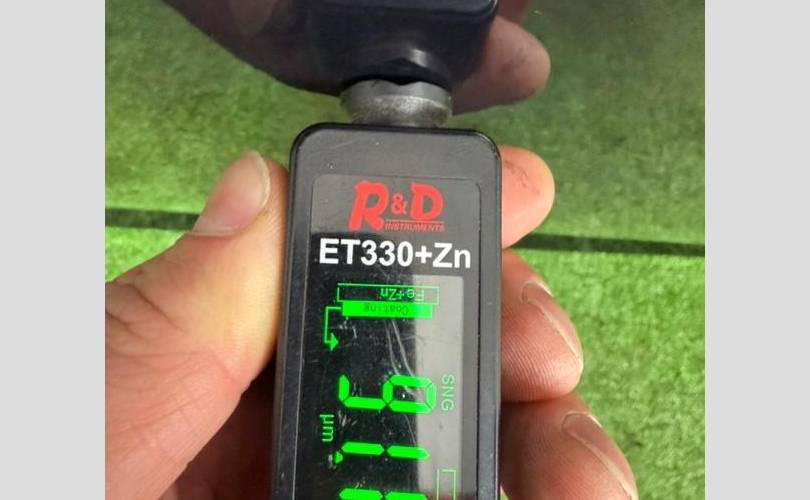 R&D
INSTRUMENTS
ET330+Zn
Fe+Zn
Coating
SNG
µm